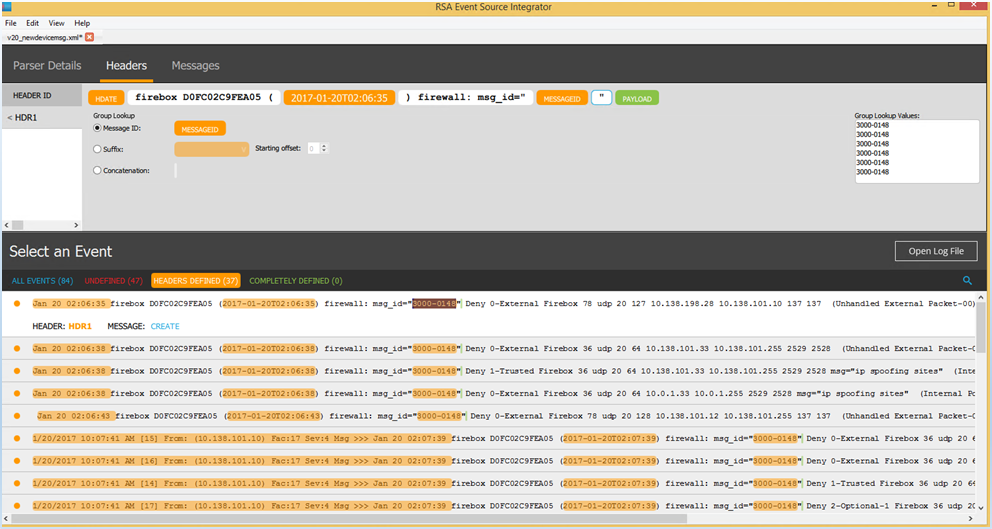 RSA Event Source Integrator
File Edit View Help
v20_newdevicemsg.xml*
Parser Details Headers Messages
HEADER ID
< HDR1
HDATE firebox D0FC02C9FEA05 ( 2017-01-20T02:06:35 ) firewall: msg_id=" MESSAGEID " PAYLOAD
Group Lookup
Message ID: MESSAGEID
Suffix: Starting offset: 0
Concatenation:
Group Lookup Values:
3000-0148
3000-0148
3000-0148
3000-0148
3000-0148
3000-0148
Select an Event
Open Log File
ALL EVENTS (84) UNDEFINED (47) HEADERS DEFINED (37) COMPLETELY DEFINED (0)
Jan 20 02:06:35 firebox D0FC02C9FEA05 (2017-01-20T02:06:35) firewall: msg_id="3000-0148" Deny 0-External Firebox 78 udp 20 127 10.138.198.28 10.138.101.10 137 137 (Unhandled External Packet-00)
HEADER: HDR1 MESSAGE: CREATE
Jan 20 02:06:38 firebox D0FC02C9FEA05 (2017-01-20T02:06:38) firewall: msg_id="3000-0148" Deny 0-External Firebox 36 udp 20 64 10.138.101.33 10.138.101.255 2529 2528 (Unhandled External Packet-
Jan 20 02:06:38 firebox D0FC02C9FEA05 (2017-01-20T02:06:38) firewall: msg_id="3000-0148" Deny 1-Trusted Firebox 36 udp 20 64 10.138.101.33 10.138.101.255 2529 2528 msg="ip spoofing sites" (Inte
Jan 20 02:06:38 firebox D0FC02C9FEA05 (2017-01-20T02:06:38) firewall: msg_id="3000-0148" Deny 0-External Firebox 36 udp 20 64 10.0.1.33 10.0.1.255 2529 2528 msg="ip spoofing sites" (Internal Po
Jan 20 02:06:43 firebox D0FC02C9FEA05 (2017-01-20T02:06:43) firewall: msg_id="3000-0148" Deny 0-External Firebox 78 udp 20 128 10.138.101.12 10.138.101.255 137 137 (Unhandled External Packet-
1/20/2017 10:07:41 AM [15] From: (10.138.101.10) Fac:17 Sev:4 Msg >>> Jan 20 02:07:39 firebox D0FC02C9FEA05 (2017-01-20T02:07:39) firewall: msg_id="3000-0148" Deny 0-External Firebox 36 udp 20 6
1/20/2017 10:07:41 AM [16] From: (10.138.101.10) Fac:17 Sev:4 Msg >>> Jan 20 02:07:39 firebox D0FC02C9FEA05 (2017-01-20T02:07:39) firewall: msg_id="3000-0148" Deny 0-External Firebox 36 udp 20 6
1/20/2017 10:07:41 AM [14] From: (10.138.101.10) Fac:17 Sev:4 Msg >>> Jan 20 02:07:39 firebox D0FC02C9FEA05 (2017-01-20T02:07:39) firewall: msg_id="3000-0148" Deny 1-Trusted Firebox 36 udp 20 64
1/20/2017 10:07:41 AM [17] From: (10.138.101.10) Fac:17 Sev:4 Msg >>> Jan 20 02:07:39 firebox D0FC02C9FEA05 (2017-01-20T02:07:39) firewall: msg_id="3000-0148" Deny 2-Optional-1 Firebox 36 udp 20